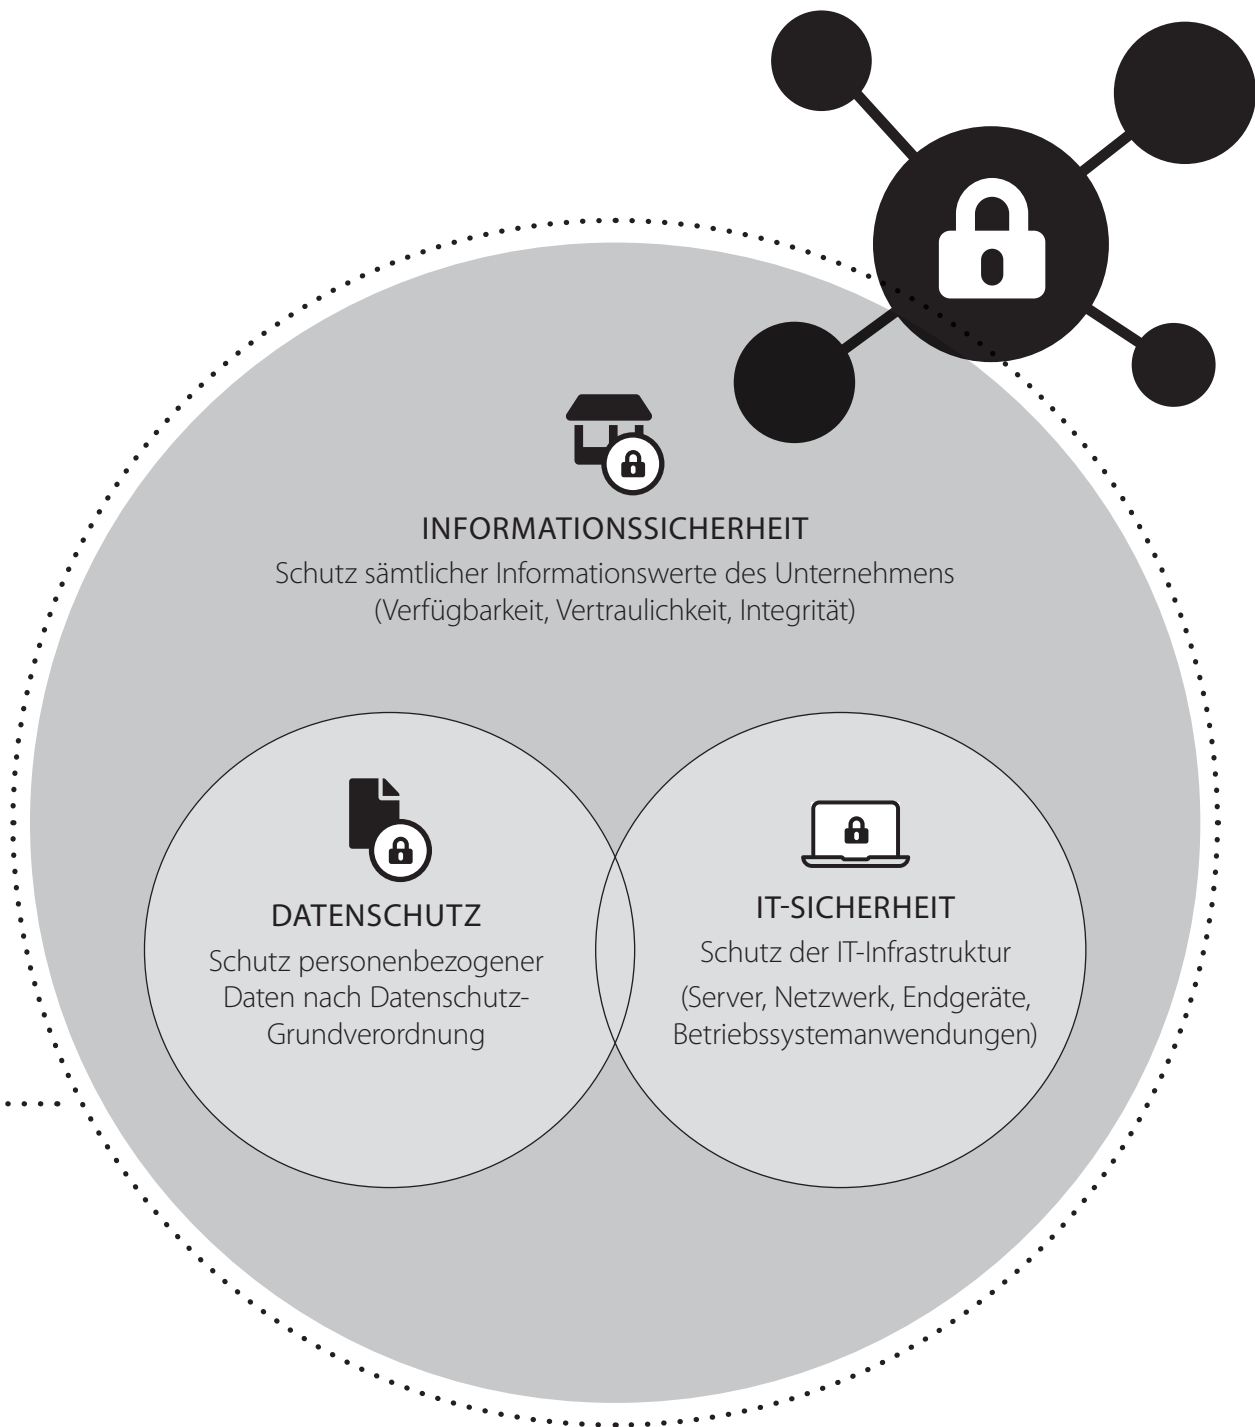 INFORMATIONSSICHERHEIT
Schutz sämtlicher Informationswerte des Unternehmens
(Verfügbarkeit, Vertraulichkeit, Integrität)
DATENSCHUTZ
Schutz personenbezogener
Daten nach Datenschutz-
Grundverordnung
IT-SICHERHEIT
Schutz der IT-Infrastruktur
(Server, Netzwerk, Endgeräte,
Betriebssystemanwendungen)